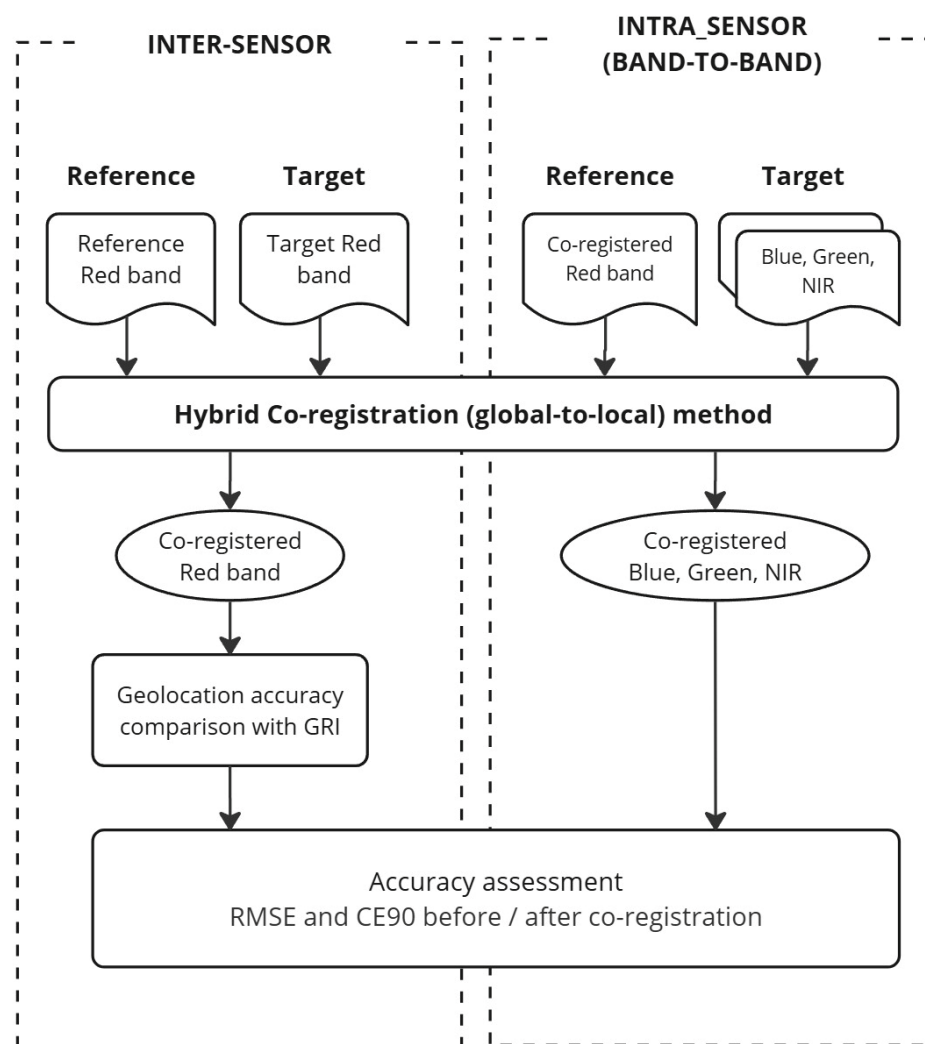 INTER-SENSOR
INTRA_SENSOR
(BAND-TO-BAND)
Reference
Target
Reference
Target
Reference
Red band
Target Red
band
Co-registered
Red band
Blue, Green,
NIR
Hybrid Co-registration (global-to-local) method
Co-registered
Red band
Co-registered
Blue, Green, NIR
Geolocation accuracy
comparison with GRI
Accuracy assessment
RMSE and CE90 before / after co-registration